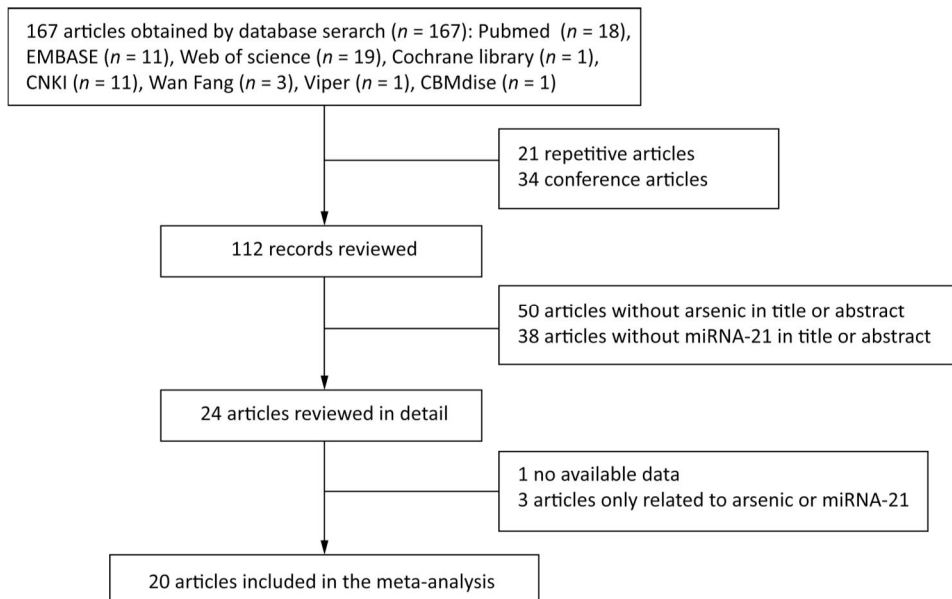 167 articles obtained by database serarch (n = 167): Pubmed (n = 18),
EMBASE (n = 11), Web of science (n = 19), Cochrane library (n = 1),
CNKI (n = 11), Wan Fang (n = 3), Viper (n = 1), CBMdise (n = 1)
21 repetitive articles
34 conference articles
112 records reviewed
50 articles without arsenic in title or abstract
38 articles without miRNA-21 in title or abstract
24 articles reviewed in detail
1 no available data
3 articles only related to arsenic or miRNA-21
20 articles included in the meta-analysis